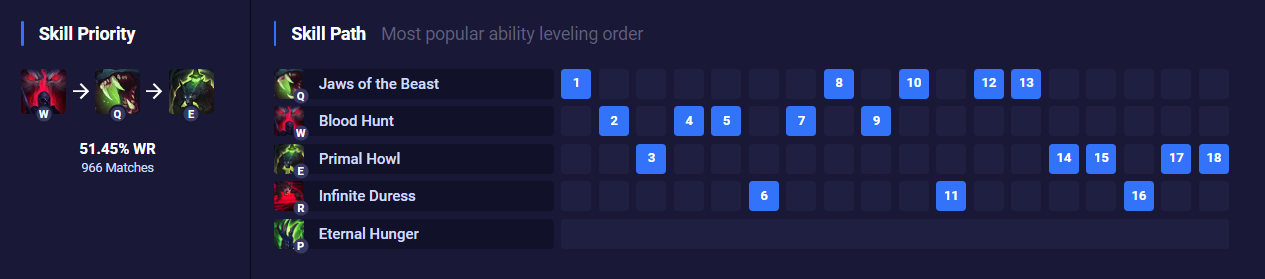 Skill Priority
W Q E
51.45% WR
966 Matches
Skill Path Most popular ability leveling order
Q Jaws of the Beast 1 8 10 12 13
W Blood Hunt 2 4 5 7 9
E Primal Howl 3 14 15 17 18
R Infinite Duress 6 11 16
P Eternal Hunger